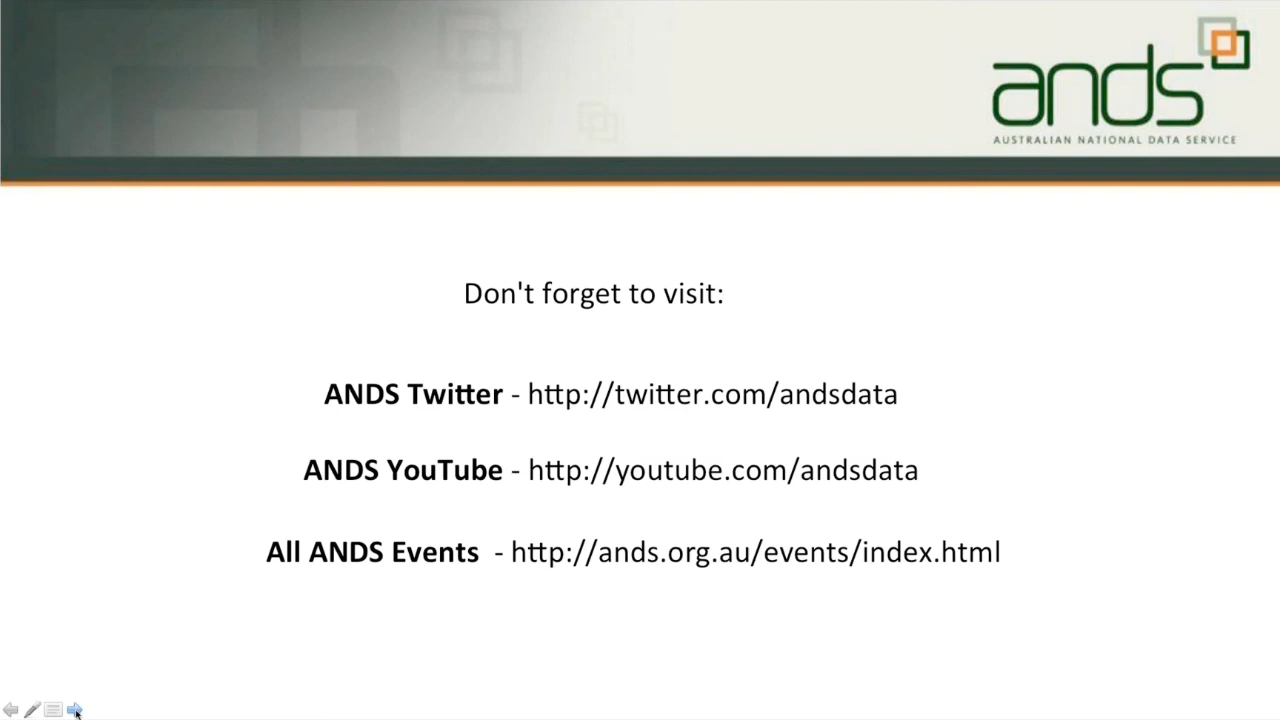 ands
AUSTRALIAN NATIONAL DATA SERVICE
Don't forget to visit:
ANDS Twitter - http://twitter.com/andsdata
ANDS YouTube - http://youtube.com/andsdata
All ANDS Events - http://ands.org.au/events/index.html